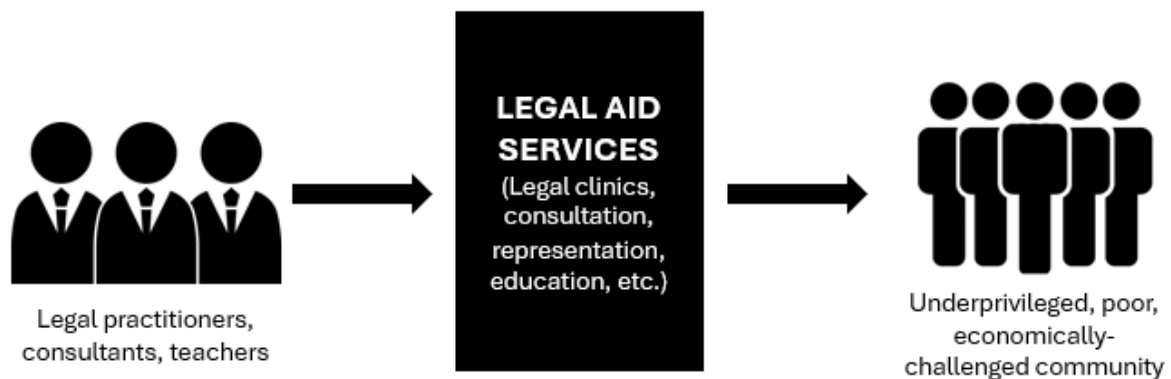 Legal practitioners,
consultants, teachers
LEGAL AID
SERVICES
(Legal clinics,
consultation,
representation,
education, etc.)
Underprivileged, poor,
economically-
challenged community